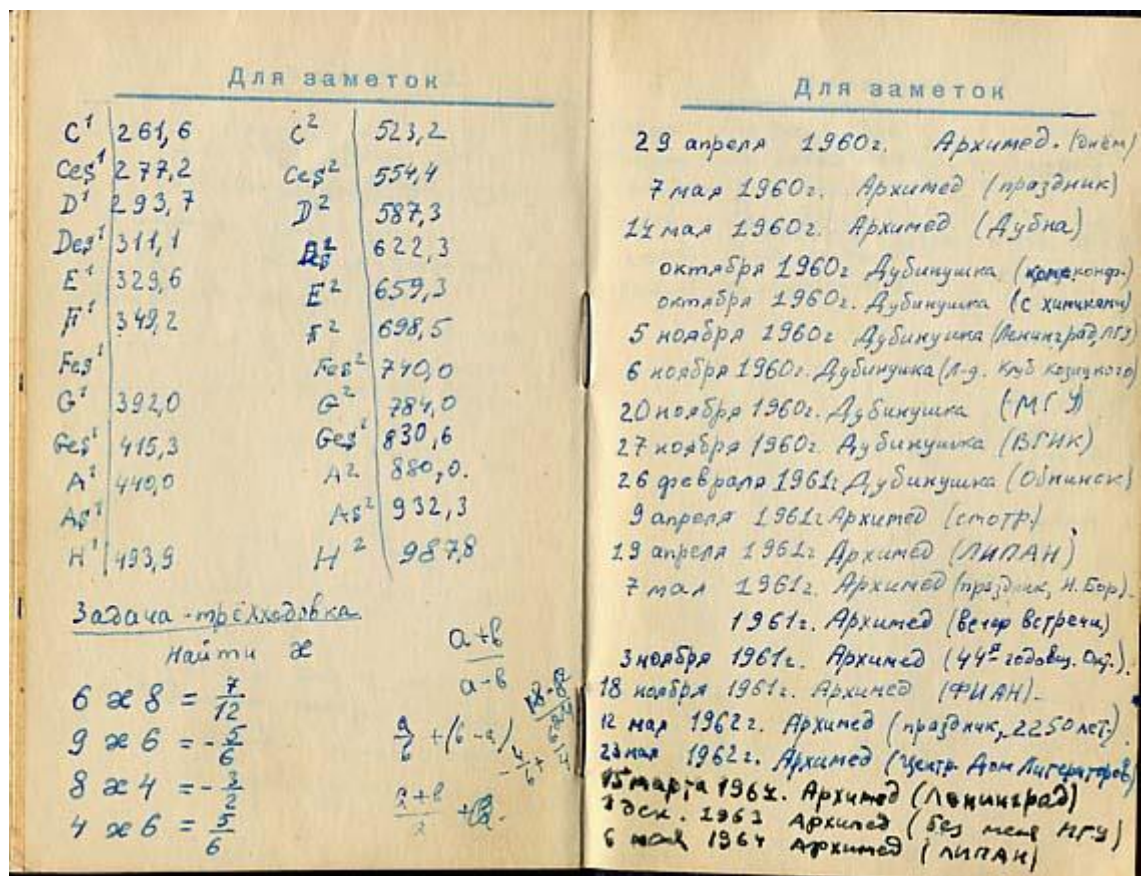 Для заметок
C¹ 261,6 C² 523,2
Ces¹ 277,2 Ces² 554,4
D¹ 293,7 D² 587,3
Des¹ 311,1 622,3
E¹ 329,6 E² 659,3
F¹ 349,2 F² 698,5
Fes¹ Fes² 740,0
G¹ 392,0 G² 784,0
Ges¹ 415,3 Ges² 830,6
A¹ 440,0 A² 880,0.
As¹ As² 932,3
H¹ 493,9 H² 987,8
Задача-трёхходовка
Найти æ
6 æ 8 = 7/12
9 æ 6 = -5/6
8 æ 4 = -3/2
4 æ 6 = 5/6
a+b/a-b
a/b + (b-a)
a+b/2
Для заметок
29 апреля 1960г. Архимед. (днём)
7 мая 1960г. Архимед (праздник)
14 мая 1960г. Архимед (Дубна)
октября 1960г Дубинушка
октября 1960г. Дубинушка (с химиками)
5 ноября 1960г Дубинушка (Ленинград, ЛГУ)
6 ноября 1960г. Дубинушка (Л-д. Клуб Козицкого)
20 ноября 1960г. Дубинушка (МГУ)
27 ноября 1960г. Дубинушка (ВГИК)
26 февраля 1961г. Дубинушка (Обнинск)
9 апреля 1961г Архимед (смотр.)
19 апреля 1961г Архимед (ЛИПАН)
7 мая 1961г. Архимед (праздник, Н. Бор).
1961г. Архимед (вечер встречи)
3 ноября 1961г. Архимед (44ая годовщ. Окт.).
18 ноября 1961г. Архимед (ФИАН).
12 мая 1962г. Архимед (праздник, 2250 лет).
1962г. Архимед (Центр. Дом Литераторов)
15 марта 1964. Архимед (Ленинград)
дек. 1963 Архимед (без меня НГУ)
6 мая 1964 Архимед (ЛИПАН)